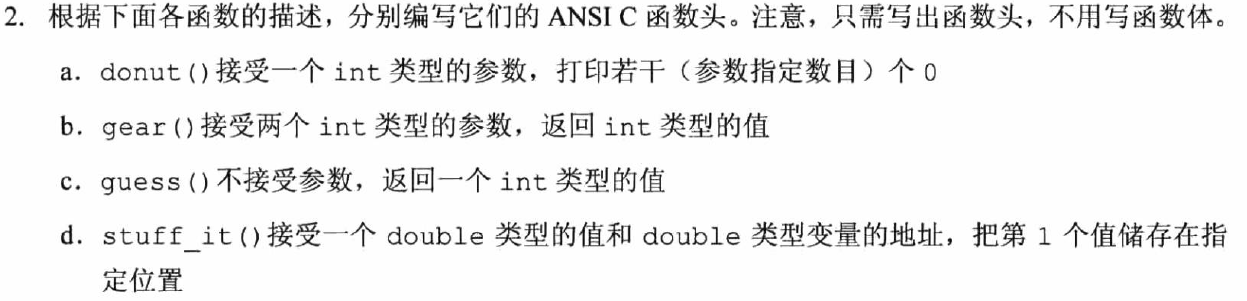 2. 根据下面各函数的描述，分别编写它们的 ANSI C 函数头。注意，只需写出函数头，不用写函数体。
a. donut()接受一个 int 类型的参数，打印若干（参数指定数目）个 0
b. gear()接受两个 int 类型的参数，返回 int 类型的值
c. guess()不接受参数，返回一个 int 类型的值
d. stuff_it()接受一个 double 类型的值和 double 类型变量的地址，把第 1 个值储存在指
定位置